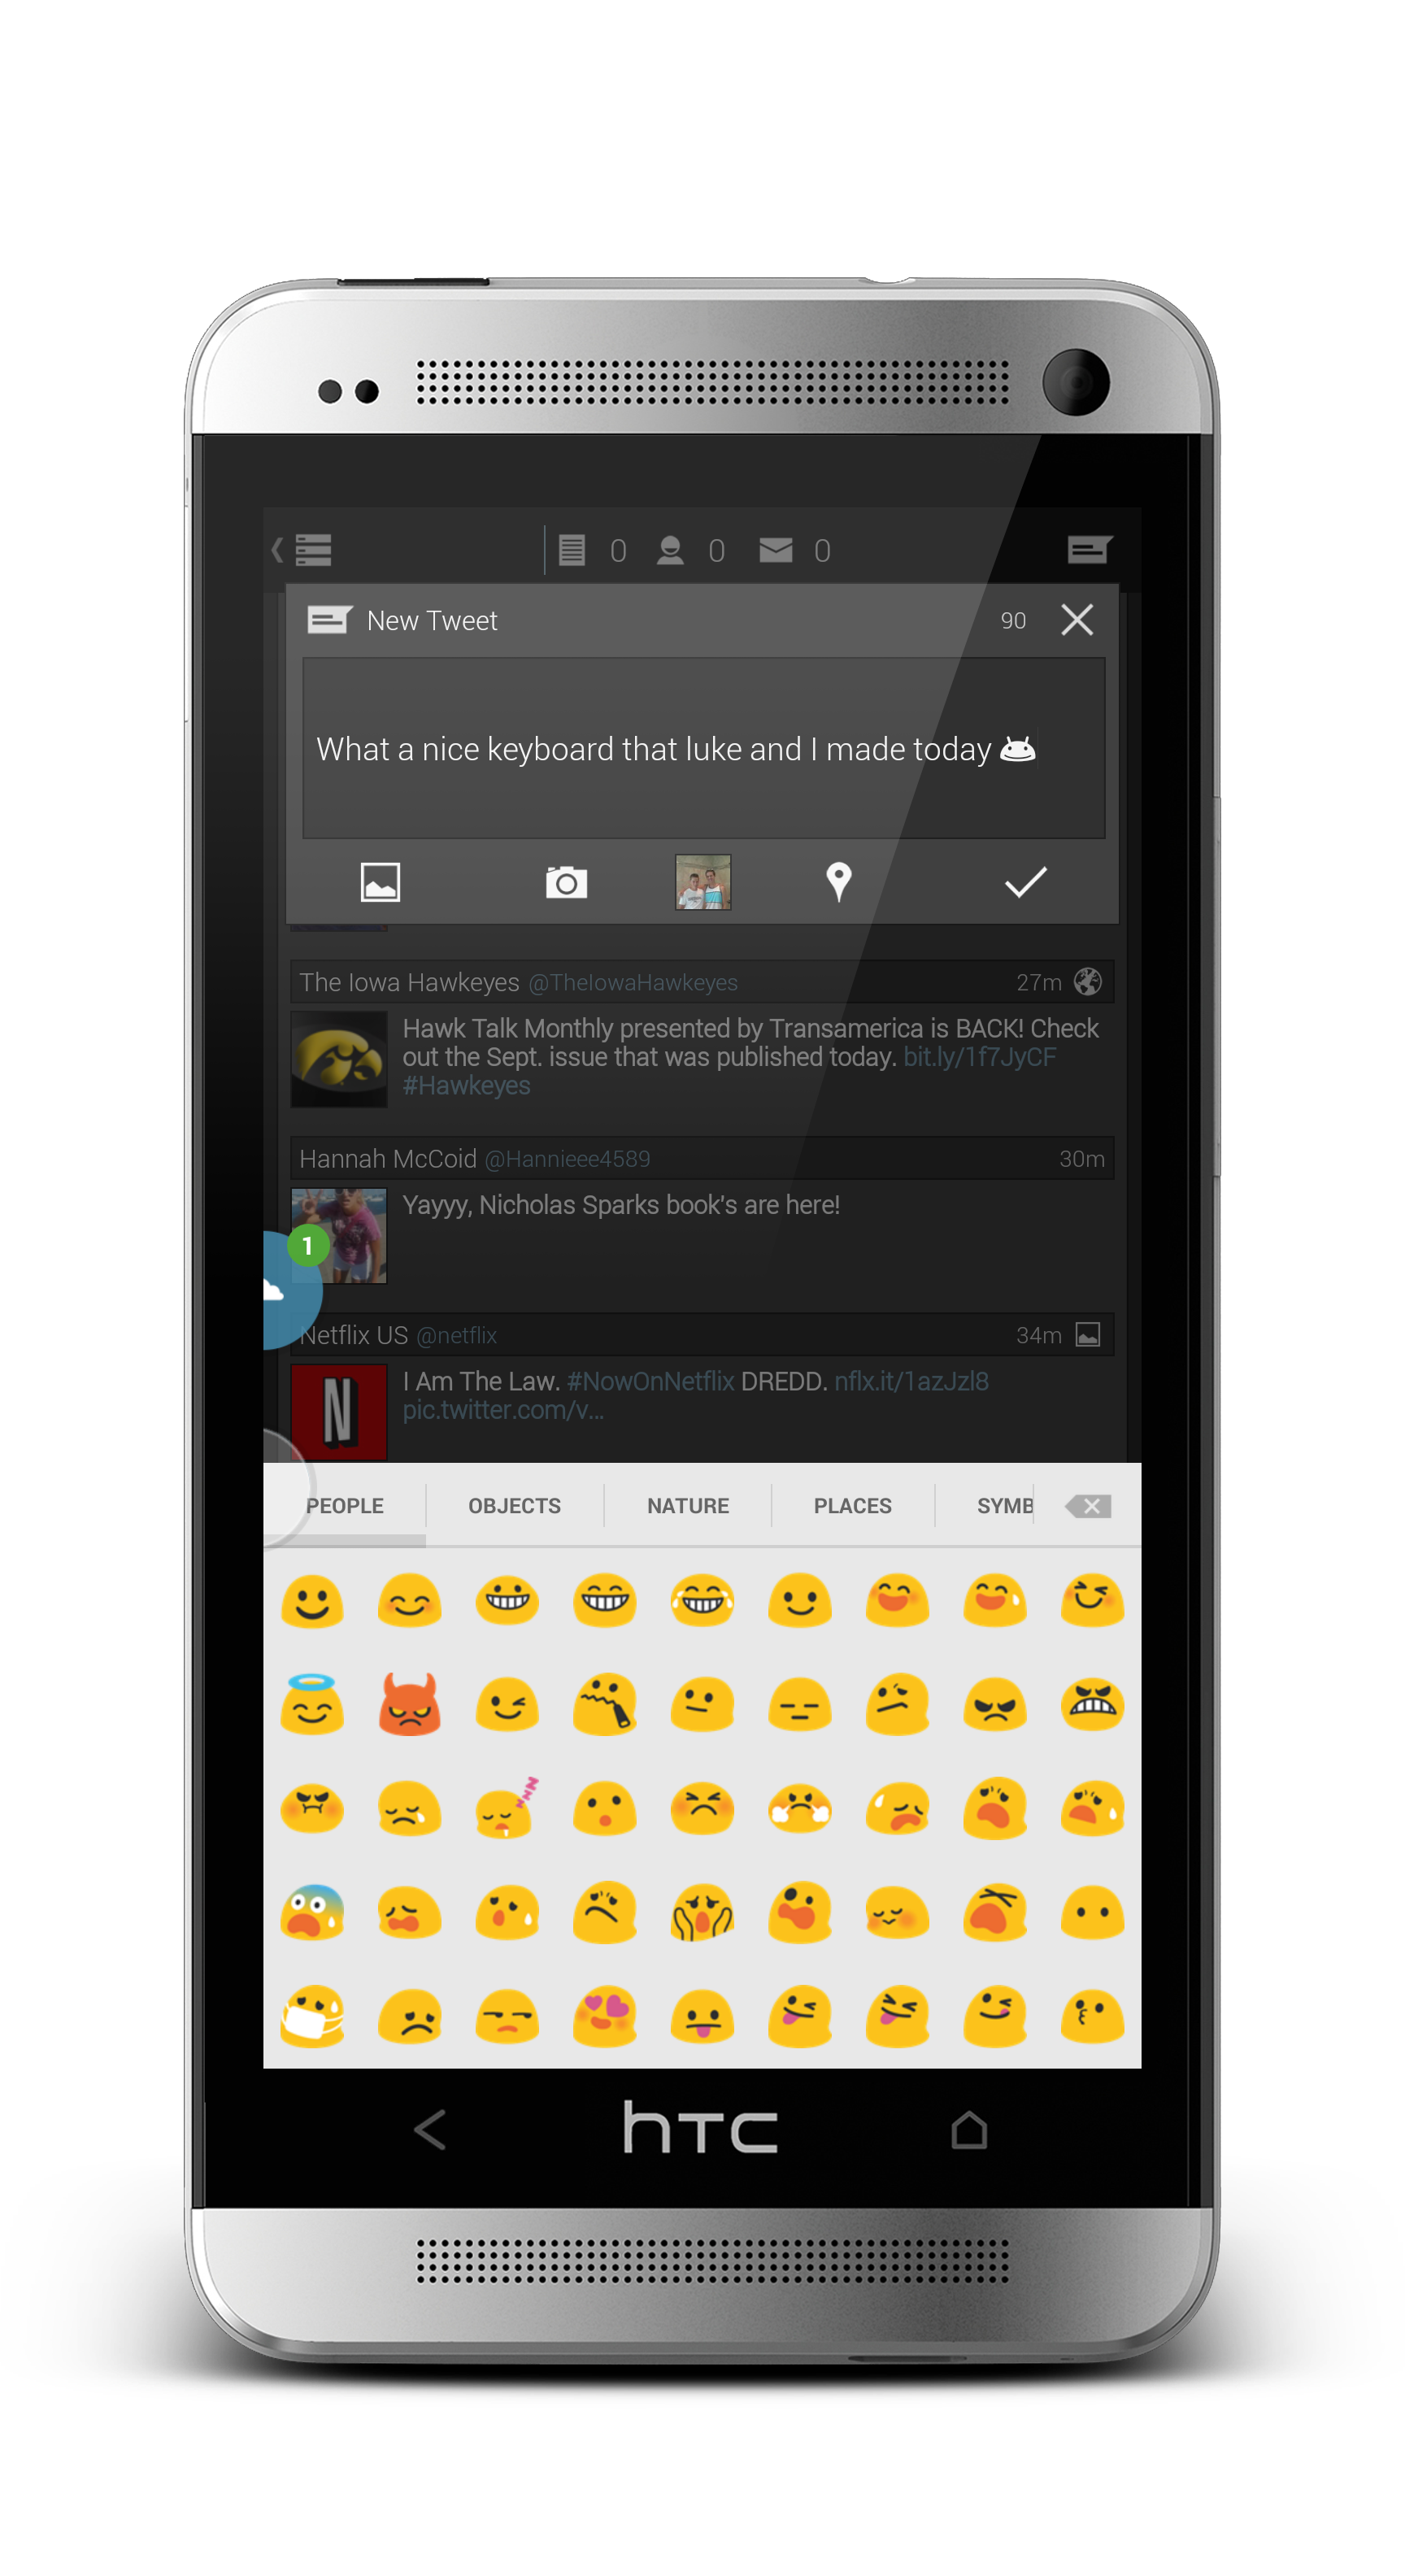 0 0 0
New Tweet 90
What a nice keyboard that luke and I made today
The Iowa Hawkeyes @TheIowaHawkeyes 27m
Hawk Talk Monthly presented by Transamerica is BACK! Check
out the Sept. issue that was published today. bit.ly/1f7JyCF
#Hawkeyes
Hannah McCoid @Hannieee4589 30m
Yayyy, Nicholas Sparks book's are here!
1
Netflix US @netflix 34m
N
I Am The Law. #NowOnNetflix DREDD. nflx.it/1azJzl8
pic.twitter.com/v...
PEOPLE OBJECTS NATURE PLACES SYMB
zzz
hTC